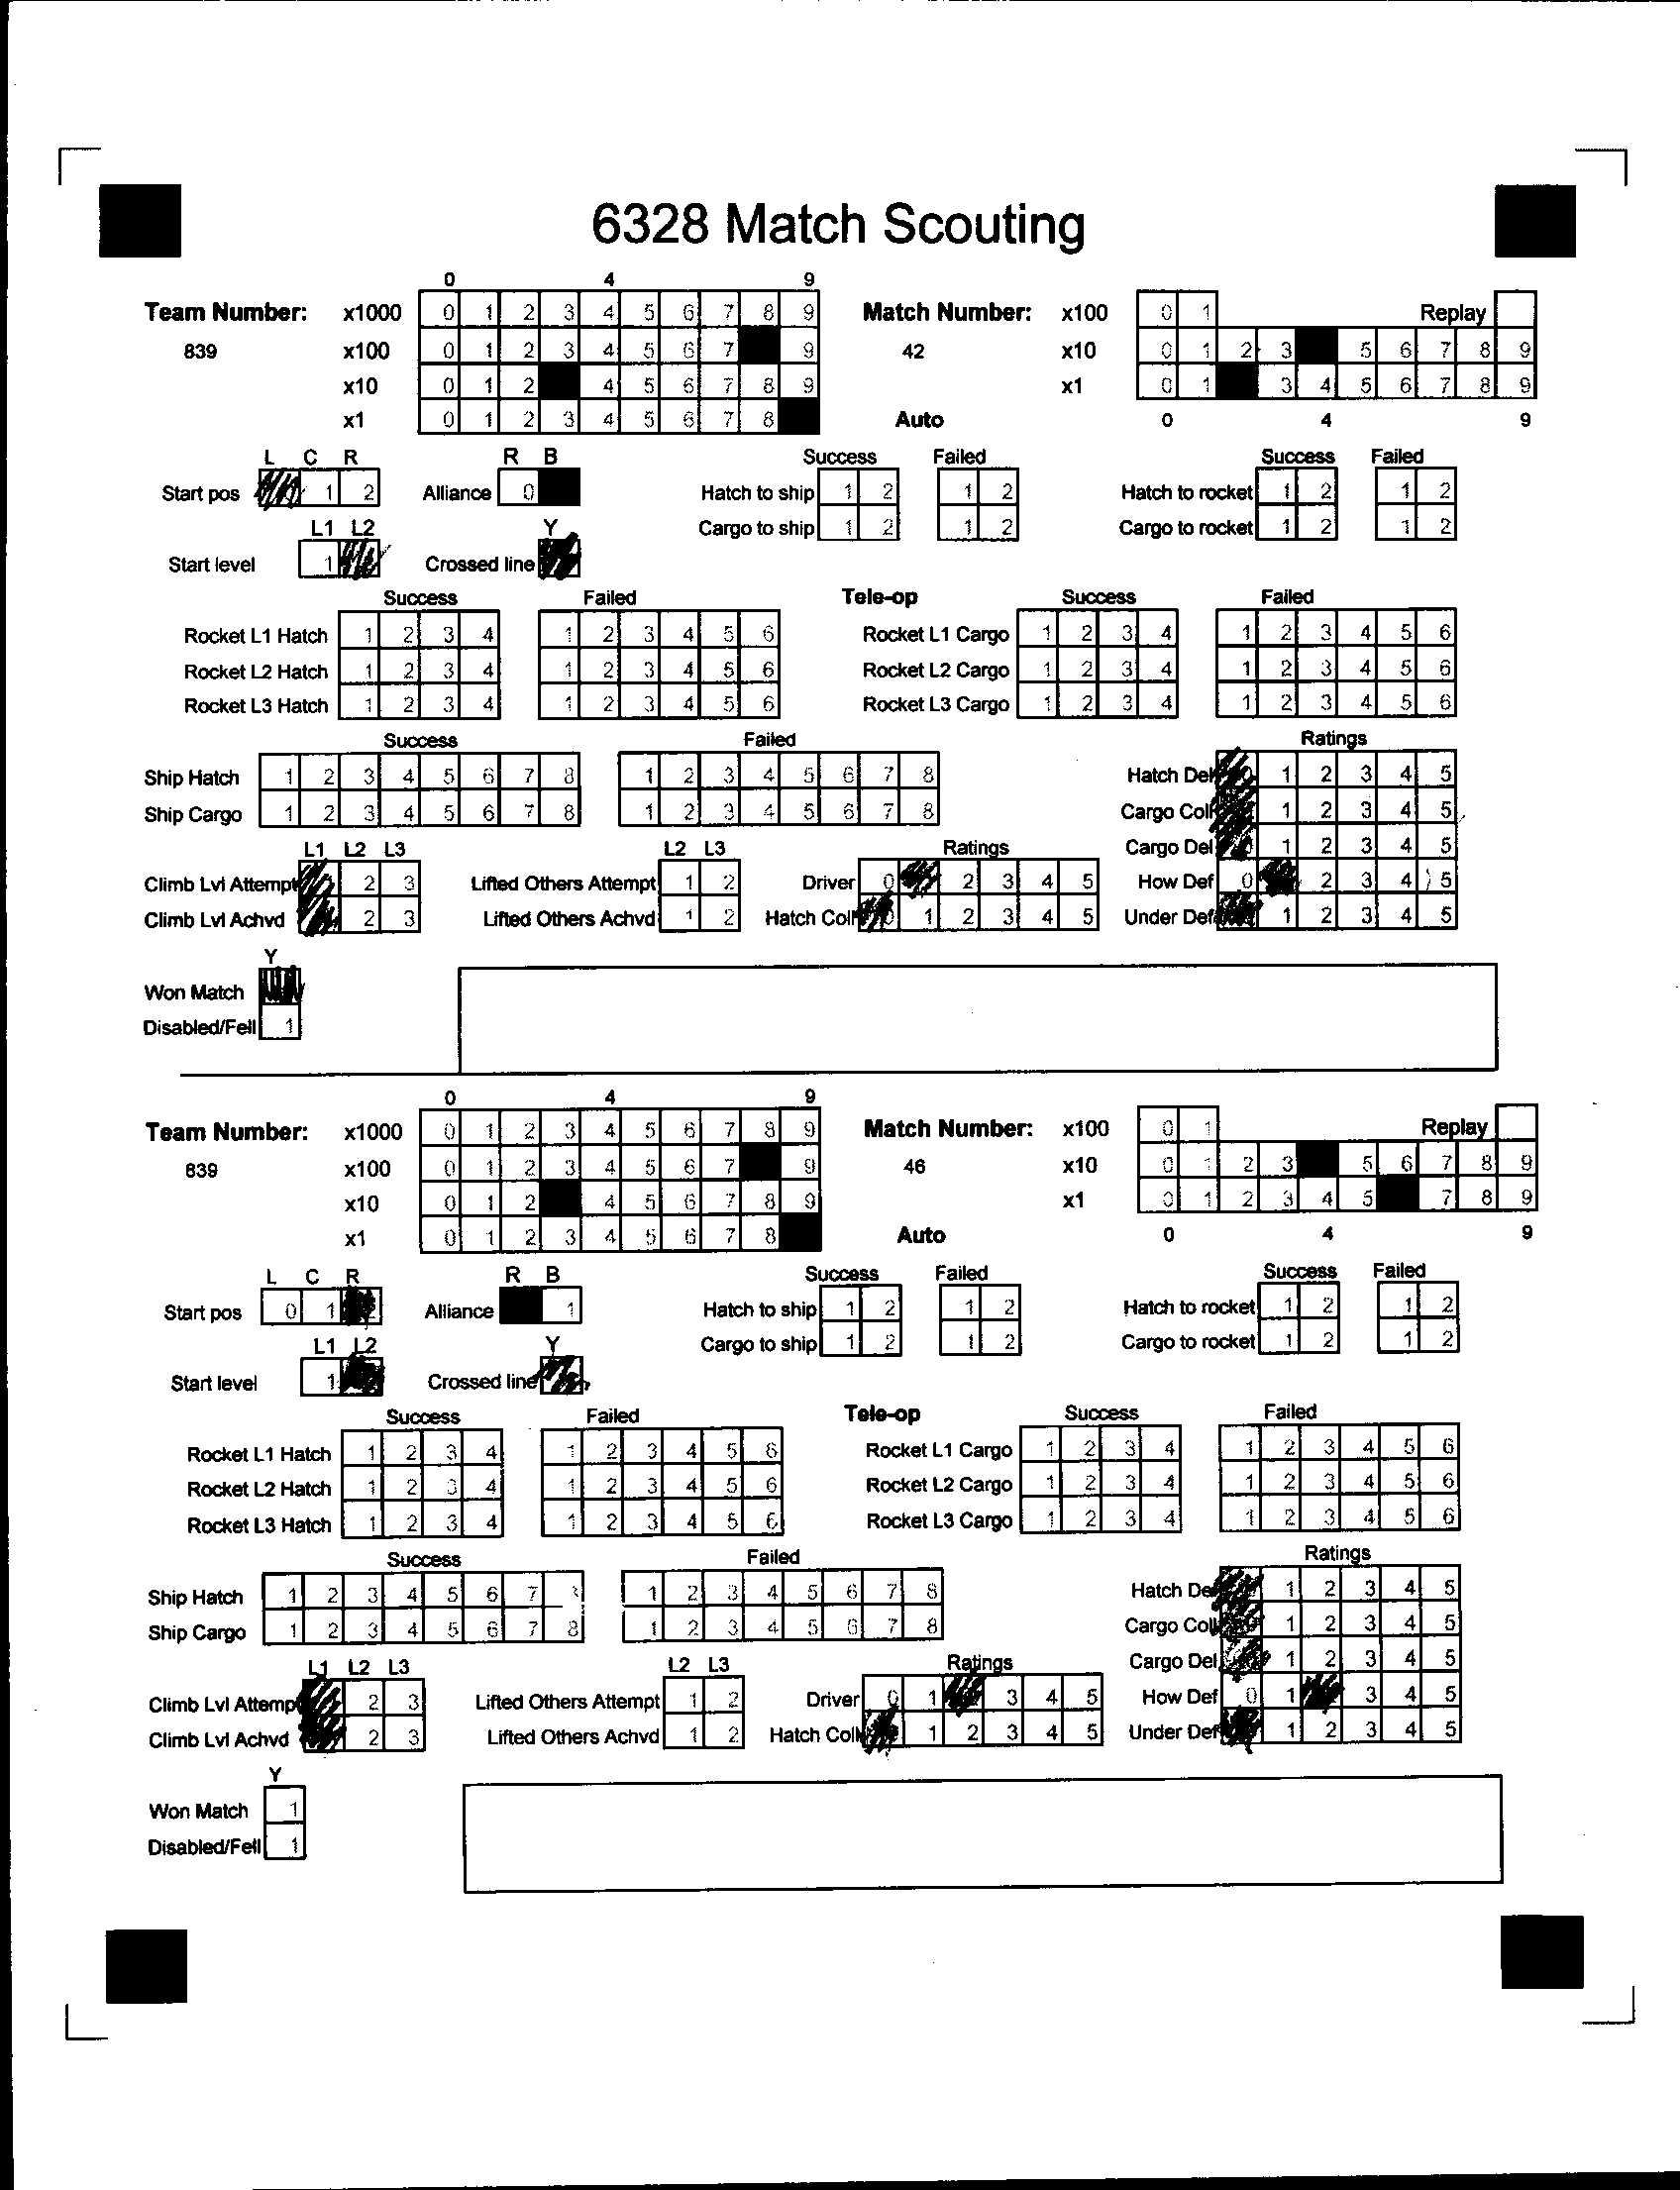 6328 Match Scouting
0 4 9
Team Number: x1000 0 1 2 3 4 5 6 7 8 9 Match Number: x100 0 1 Replay
839 x100 0 1 2 3 4 5 6 7 9 42 x10 0 1 2 3 5 6 7 8 9
x10 0 1 2 4 5 6 7 8 9 x1 0 1 3 4 5 6 7 8 9
x1 0 1 2 3 4 5 6 7 8 Auto 0 4 9
L C R R B Success Failed Success Failed
Start pos 1 2 Alliance 0 Hatch to ship 1 2 1 2 Hatch to rocket 1 2 1 2
L1 L2 Y Cargo to ship 1 2 1 2 Cargo to rocket 1 2 1 2
Start level 1 Crossed line
Success Failed Tele-op Success Failed
Rocket L1 Hatch 1 2 3 4 1 2 3 4 5 6 Rocket L1 Cargo 1 2 3 4 1 2 3 4 5 6
Rocket L2 Hatch 1 2 3 4 1 2 3 4 5 6 Rocket L2 Cargo 1 2 3 4 1 2 3 4 5 6
Rocket L3 Hatch 1 2 3 4 1 2 3 4 5 6 Rocket L3 Cargo 1 2 3 4 1 2 3 4 5 6
Success Failed Ratings
Ship Hatch 1 2 3 4 5 6 7 8 1 2 3 4 5 6 7 8 Hatch Del 0 1 2 3 4 5
Ship Cargo 1 2 3 4 5 6 7 8 1 2 3 4 5 6 7 8 Cargo Coll 1 2 3 4 5
L1 L2 L3 L2 L3 Ratings Cargo Del 1 2 3 4 5
Climb Lvl Attempt 2 3 Lifted Others Attempt 1 2 Driver 0 2 3 4 5 How Def 0 2 3 4 5
Climb Lvl Achvd 2 3 Lifted Others Achvd 1 2 Hatch Coll 0 1 2 3 4 5 Under Def 1 2 3 4 5
Y
Won Match
Disabled/Fell 1
0 4 9
Team Number: x1000 0 1 2 3 4 5 6 7 8 9 Match Number: x100 0 1 Replay
839 x100 0 1 2 3 4 5 6 7 9 46 x10 0 1 2 3 5 6 7 8 9
x10 0 1 2 4 5 6 7 8 9 x1 0 1 2 3 4 5 7 8 9
x1 0 1 2 3 4 5 6 7 8 Auto 0 4 9
L C R R B Success Failed Success Failed
Start pos 0 1 2 Alliance 1 Hatch to ship 1 2 1 2 Hatch to rocket 1 2 1 2
L1 L2 Y Cargo to ship 1 2 1 2 Cargo to rocket 1 2 1 2
Start level 1 Crossed line
Success Failed Tele-op Success Failed
Rocket L1 Hatch 1 2 3 4 1 2 3 4 5 6 Rocket L1 Cargo 1 2 3 4 1 2 3 4 5 6
Rocket L2 Hatch 1 2 3 4 1 2 3 4 5 6 Rocket L2 Cargo 1 2 3 4 1 2 3 4 5 6
Rocket L3 Hatch 1 2 3 4 1 2 3 4 5 6 Rocket L3 Cargo 1 2 3 4 1 2 3 4 5 6
Success Failed Ratings
Ship Hatch 1 2 3 4 5 6 7 8 1 2 3 4 5 6 7 8 Hatch De 1 2 3 4 5
Ship Cargo 1 2 3 4 5 6 7 8 1 2 3 4 5 6 7 8 Cargo Coll 1 2 3 4 5
L1 L2 L3 L2 L3 Ratings Cargo Del 1 2 3 4 5
Climb Lvl Attemp 2 3 Lifted Others Attempt 1 2 Driver 0 1 3 4 5 How Def 0 1 3 4 5
Climb Lvl Achvd 2 3 Lifted Others Achvd 1 2 Hatch Coll 1 2 3 4 5 Under Def 1 2 3 4 5
Y
Won Match 1
Disabled/Fell 1